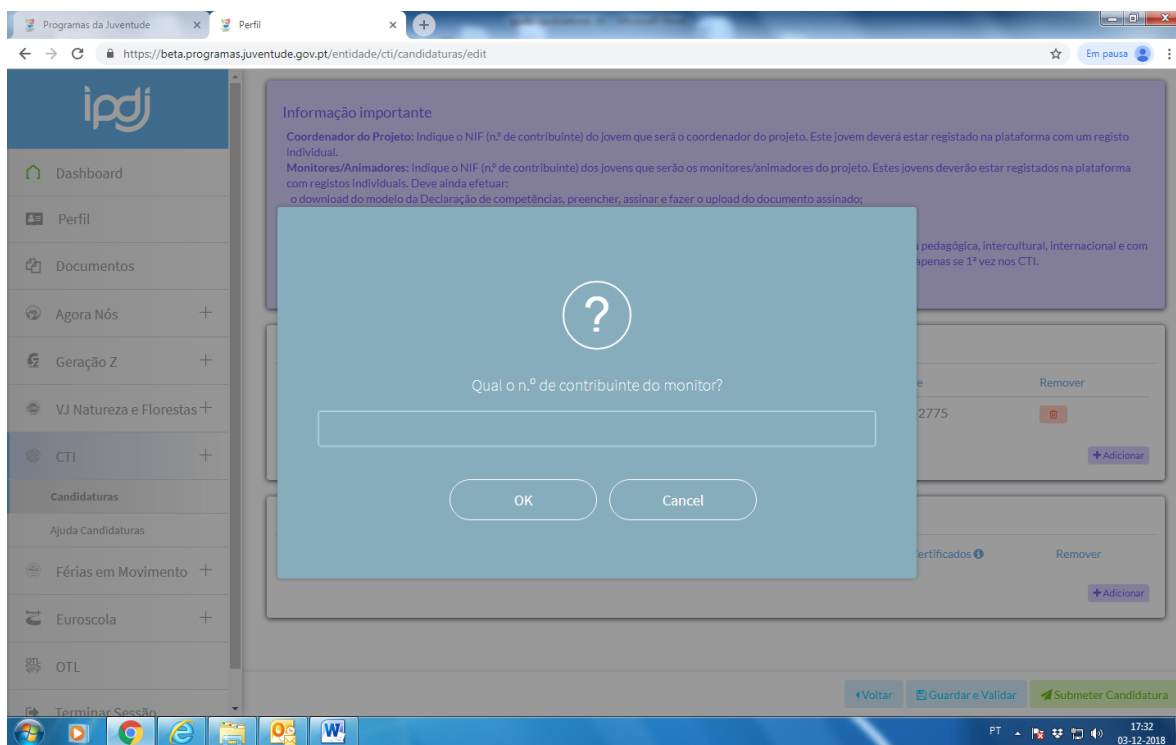 Programas da Juventude
Perfil
https://beta.programas.juventude.gov.pt/entidade/cti/candidaturas/edit
Em pausa
ipdj
Dashboard
Perfil
Documentos
Agora Nós
Geração Z
VJ Natureza e Florestas
CTI
Candidaturas
Ajuda Candidaturas
Férias em Movimento
Euroscola
OTL
Terminar Sessão
Informação importante
Coordenador do Projeto: Indique o NIF (n.º de contribuinte) do jovem que será o coordenador do projeto. Este jovem deverá estar registado na plataforma com um registo
individual.
Monitores/Animadores: Indique o NIF (n.º de contribuinte) dos jovens que serão os monitores/animadores do projeto. Estes jovens deverão estar registados na plataforma
com registos individuais. Deve ainda efetuar:
o download do modelo da Declaração de competências, preencher, assinar e fazer o upload do documento assinado;
pedagógica, intercultural, internacional e com
apenas se 1ª vez nos CTI.
Qual o n.º de contribuinte do monitor?
OK
Cancel
Remover
2775
+ Adicionar
ertificados
Remover
+ Adicionar
Voltar
Guardar e Validar
Submeter Candidatura
PT
17:32
03-12-2018